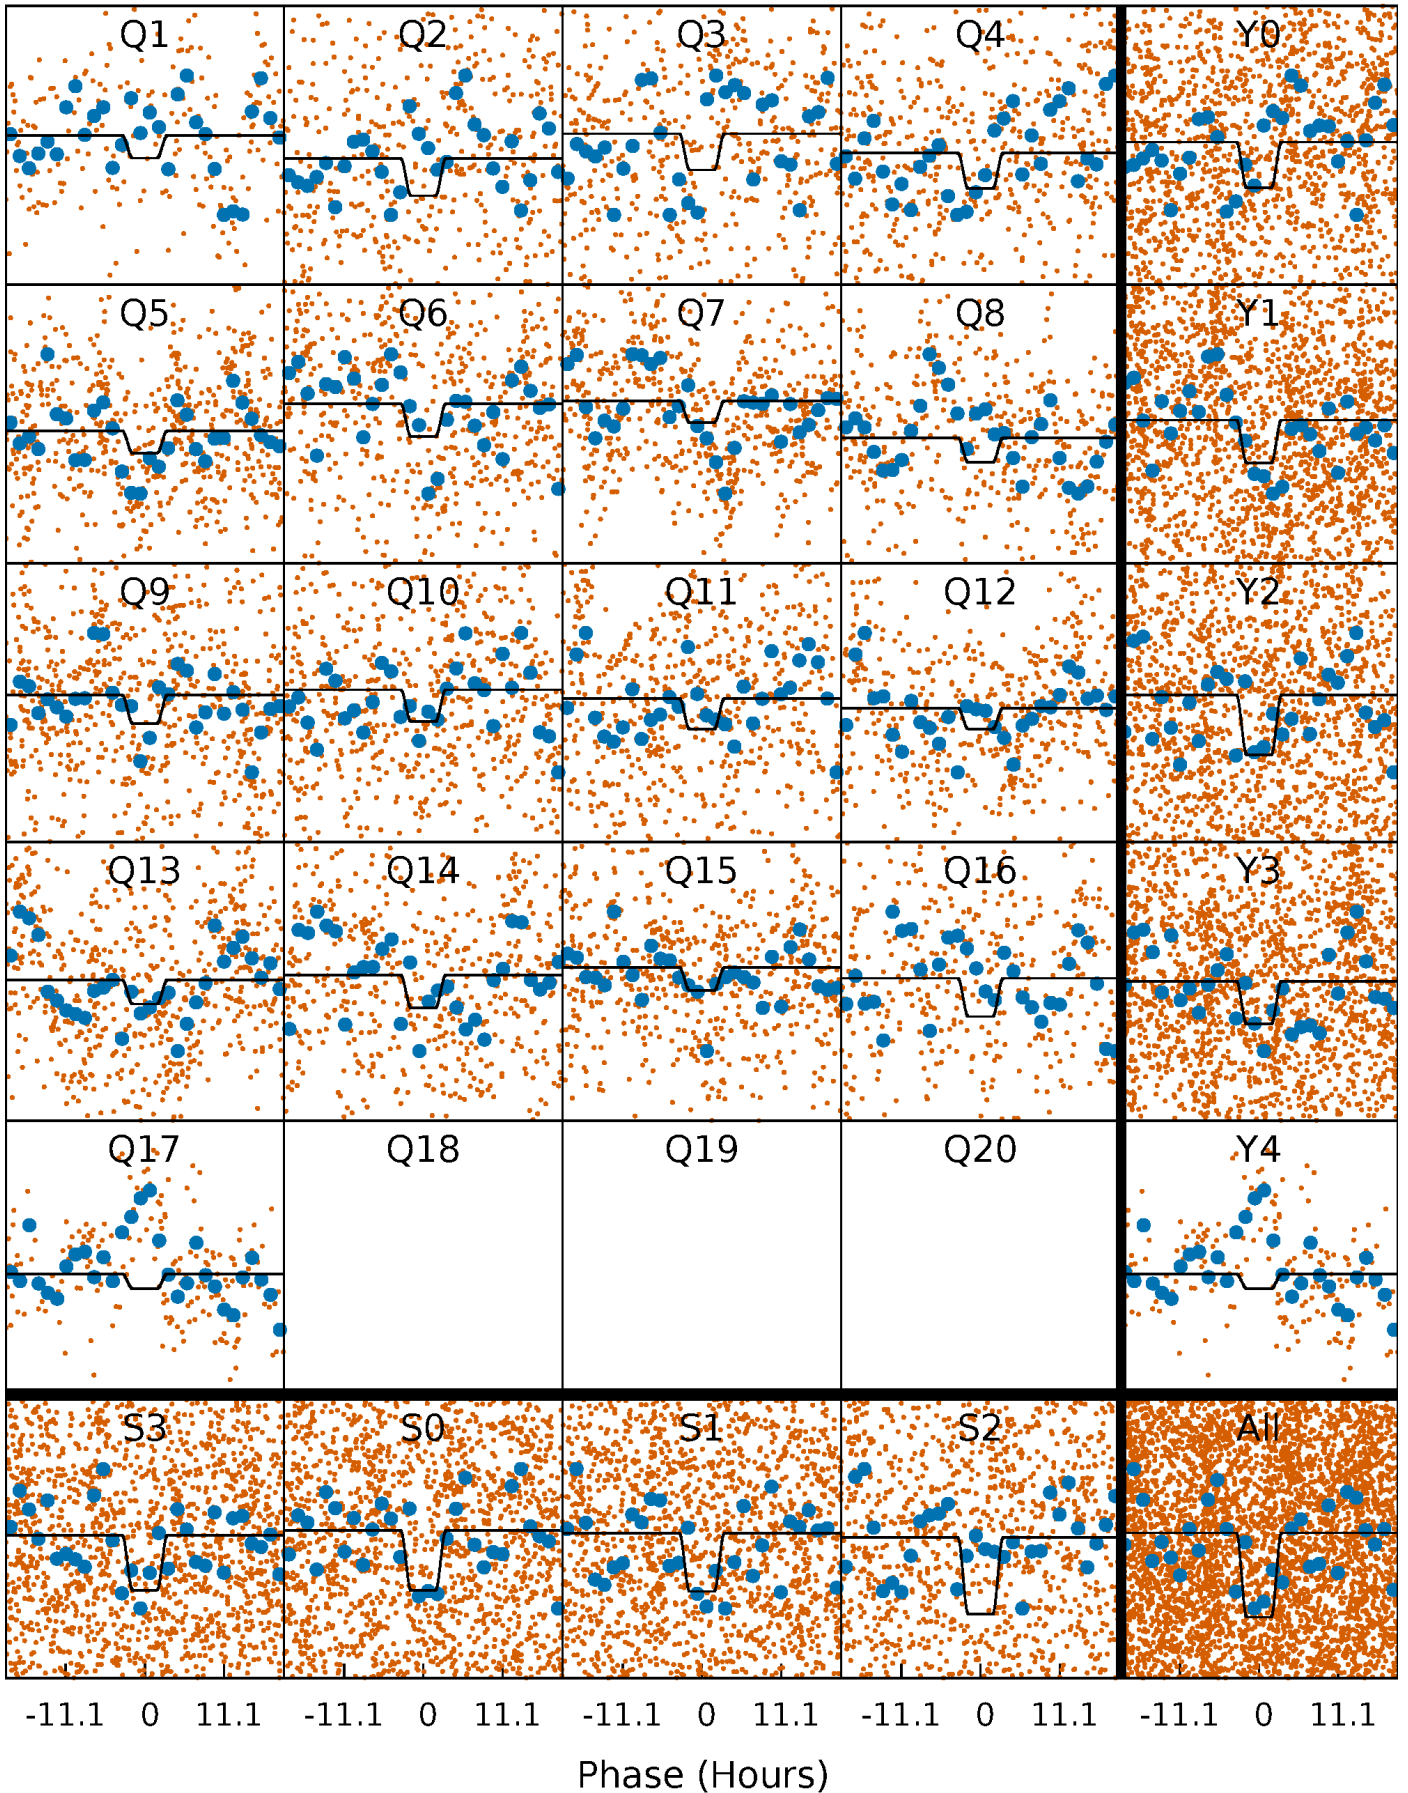 Q1 Q2 Q3 Q4 Y0
Q5 Q6 Q7 Q8 Y1
Q9 Q10 Q11 Q12 Y2
Q13 Q14 Q15 Q16 Y3
Q17 Q18 Q19 Q20 Y4
S3 S0 S1 S2 All
-11.1 0 11.1 -11.1 0 11.1 -11.1 0 11.1 -11.1 0 11.1 -11.1 0 11.1
Phase (Hours)